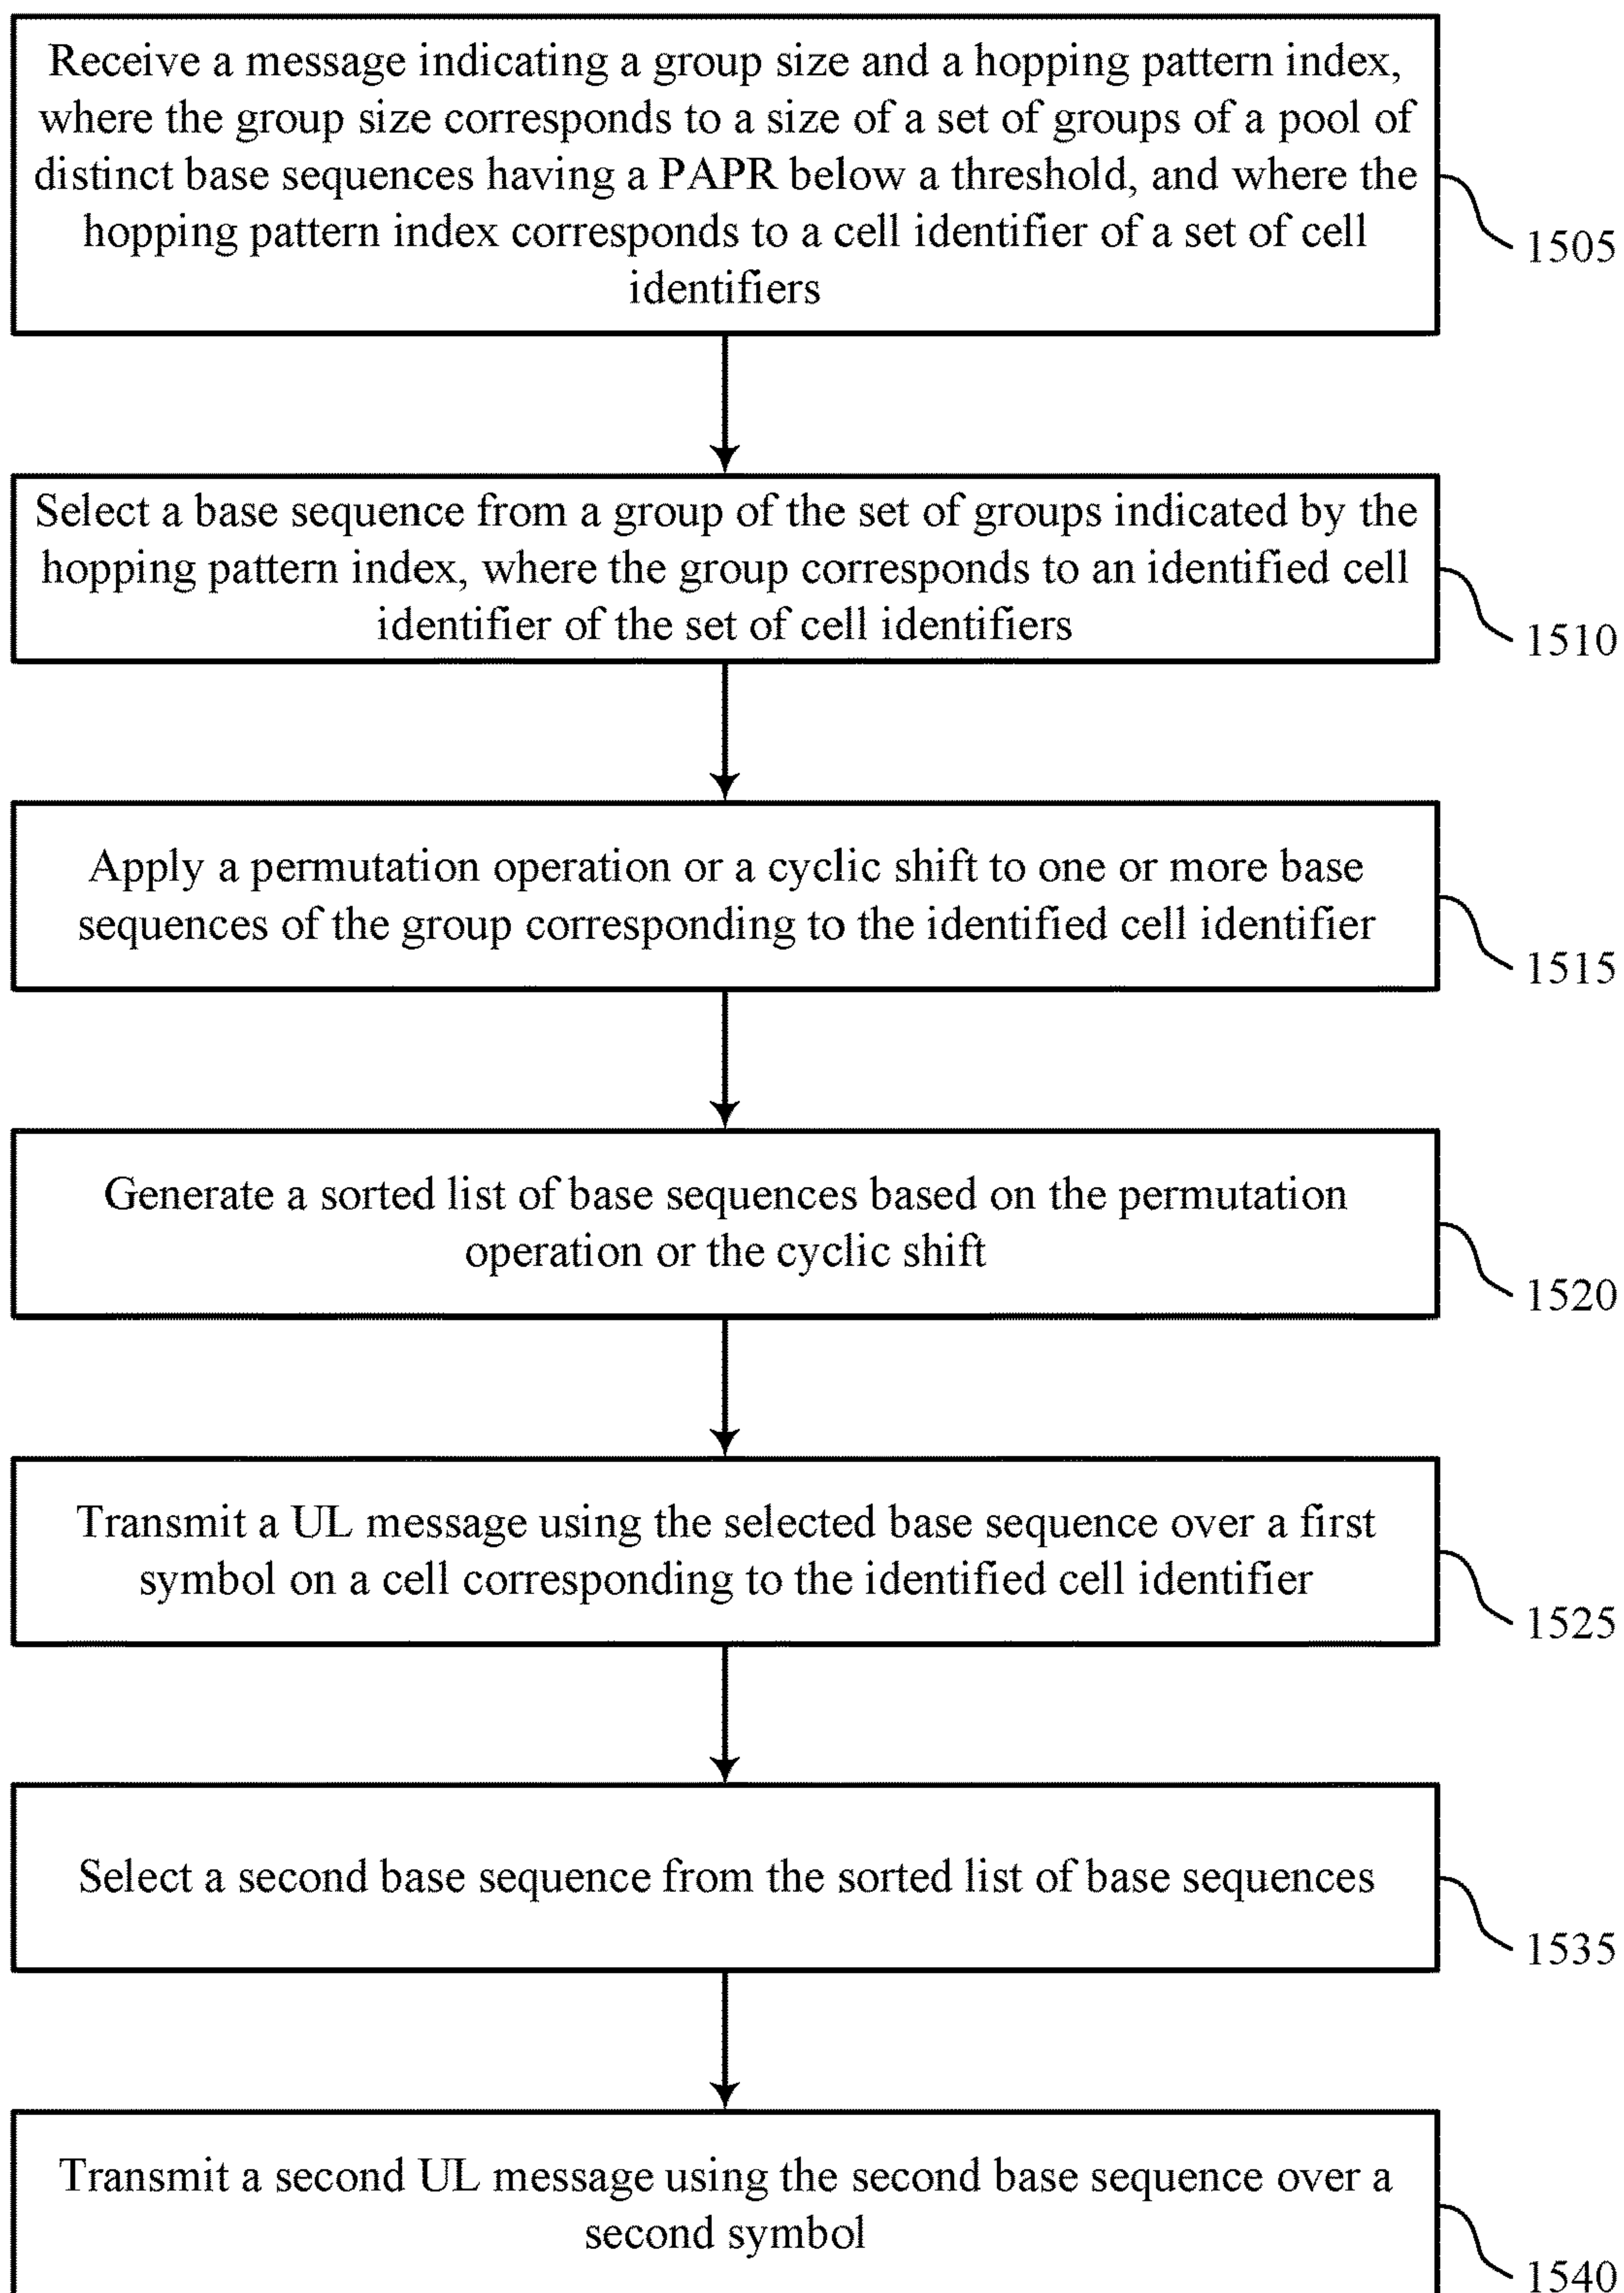 Receive a message indicating a group size and a hopping pattern index,
where the group size corresponds to a size of a set of groups of a pool of
distinct base sequences having a PAPR below a threshold, and where the
hopping pattern index corresponds to a cell identifier of a set of cell
identifiers
1505
Select a base sequence from a group of the set of groups indicated by the
hopping pattern index, where the group corresponds to an identified cell
identifier of the set of cell identifiers
1510
Apply a permutation operation or a cyclic shift to one or more base
sequences of the group corresponding to the identified cell identifier
1515
Generate a sorted list of base sequences based on the permutation
operation or the cyclic shift
1520
Transmit a UL message using the selected base sequence over a first
symbol on a cell corresponding to the identified cell identifier
1525
Select a second base sequence from the sorted list of base sequences
1535
Transmit a second UL message using the second base sequence over a
second symbol
1540